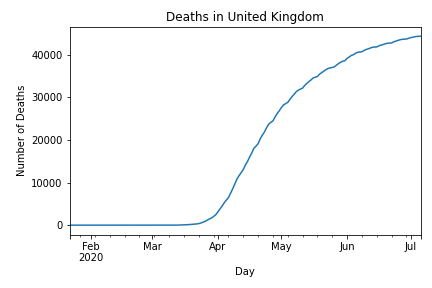 Deaths in United Kingdom
Number of Deaths
40000
30000
20000
10000
0
Feb
2020
Mar
Apr
May
Jun
Jul
Day